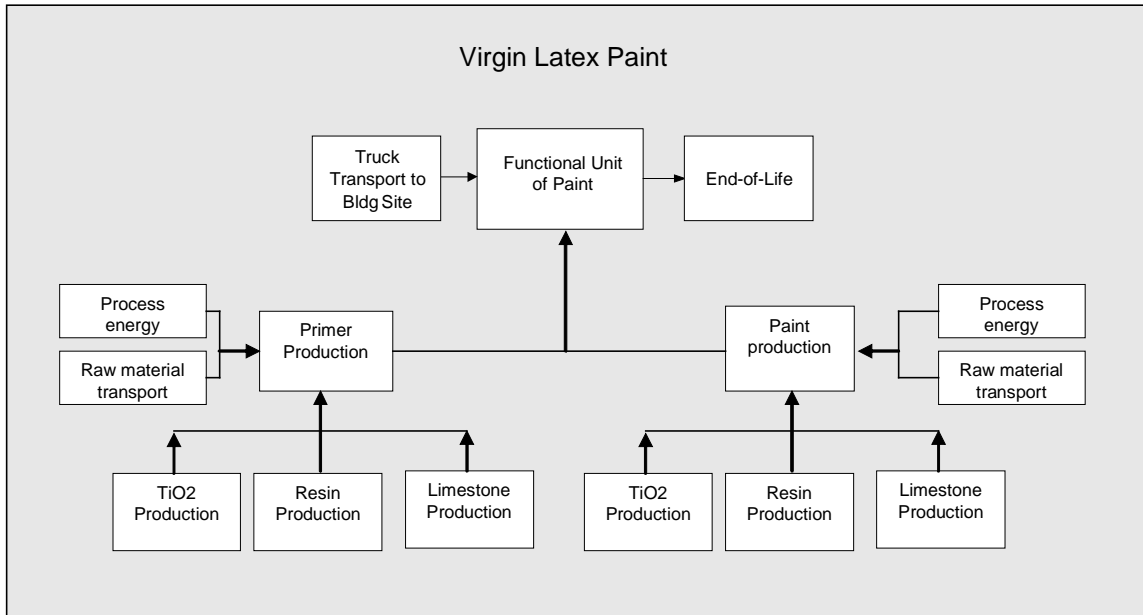 Virgin Latex Paint
Truck
Transport to
Bldg Site
Functional Unit
of Paint
End-of-Life
Process
energy
Raw material
transport
Primer
Production
Paint
production
Process
energy
Raw material
transport
TiO2
Production
Resin
Production
Limestone
Production
TiO2
Production
Resin
Production
Limestone
Production